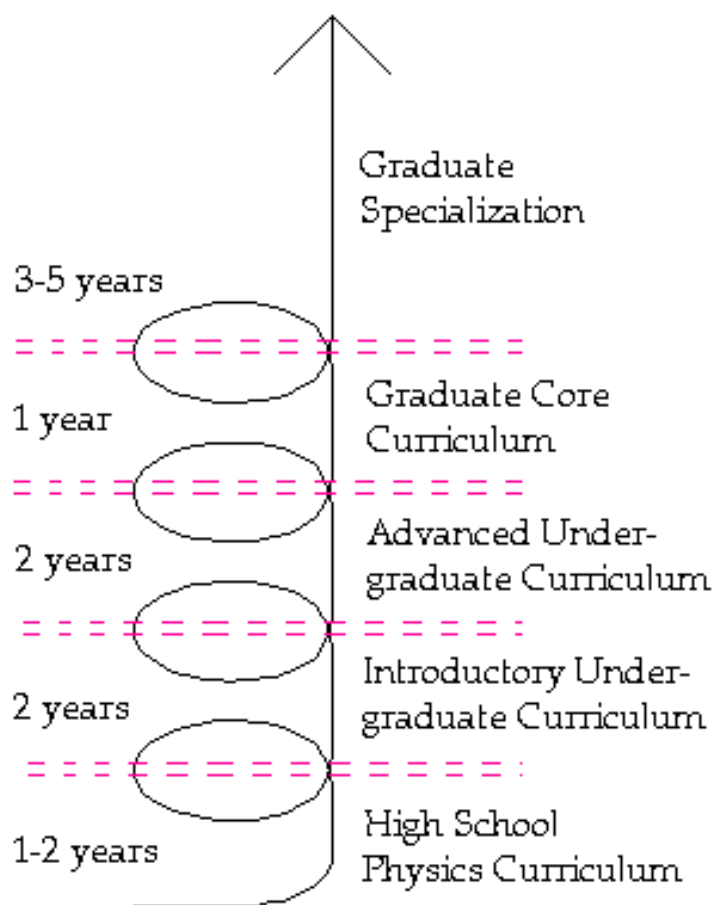 Graduate
Specialization
3-5 years
Graduate Core
Curriculum
1 year
Advanced Under-
graduate Curriculum
2 years
Introductory Under-
graduate Curriculum
2 years
High School
Physics Curriculum
1-2 years